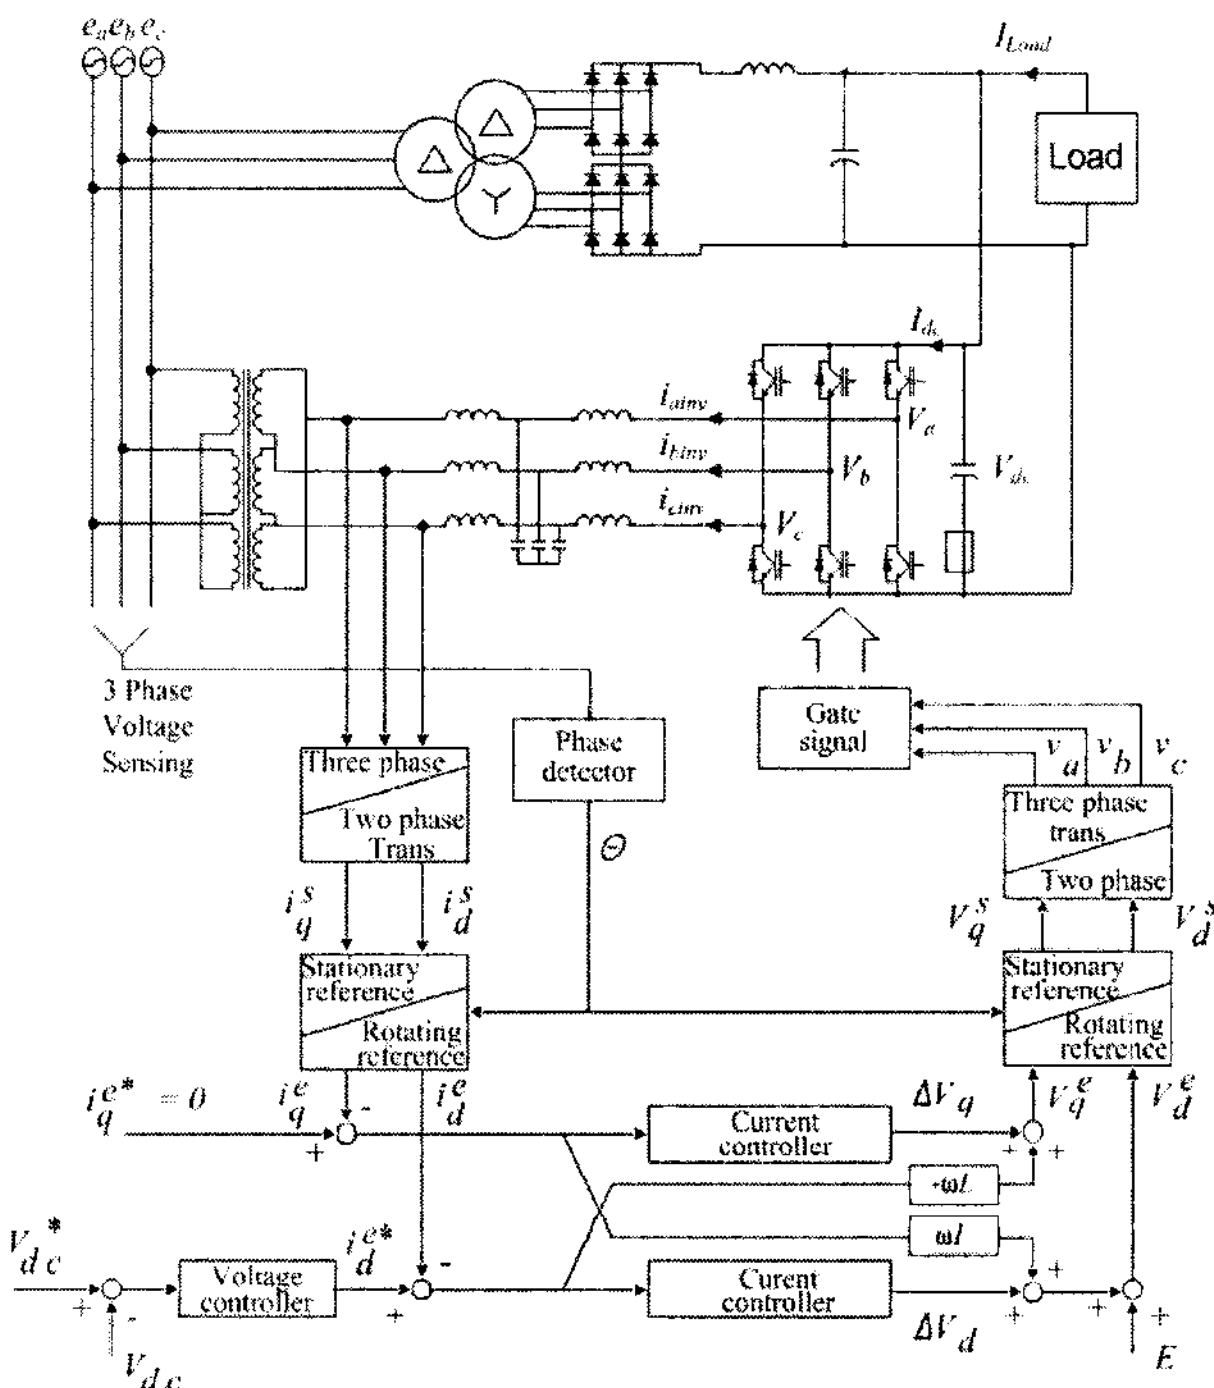 e_a e_b e_c
I_Load
Load
Δ
Δ
Y
I_dc
i_ainv
V_a
i_binv
V_b
V_dc
i_cinv
V_c
3 Phase
Voltage
Sensing
Phase
detector
Gate
signal
v_a v_b v_c
Three phase
Two phase
Trans
Θ
Three phase
trans
Two phase
i_q^s
i_d^s
V_q^s
V_d^s
Stationary
reference
Rotating
reference
Stationary
reference
Rotating
reference
i_q^e* = 0
i_q^e
i_d^e
ΔV_q
V_q^e
V_d^e
-
+
Current
controller
+
+
-ωL
ωL
V_dc*
i_d^e*
-
+
Voltage
controller
+
-
Curent
controller
+
+
+
+
ΔV_d
V_dc
E